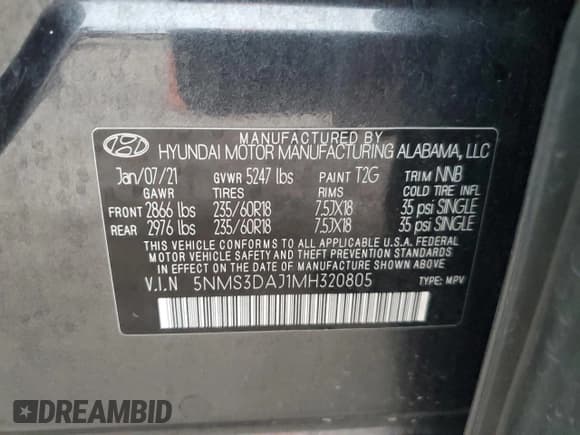 MANUFACTURED BY
HYUNDAI MOTOR MANUFACTURING ALABAMA, LLC
Jan/07/21 GVWR 5247 lbs PAINT T2G TRIM NNB
GAWR TIRES RIMS COLD TIRE INFL
FRONT 2866 lbs 235/60R18 7.5JX18 35 psi SINGLE
REAR 2976 lbs 235/60R18 7.5JX18 35 psi SINGLE
THIS VEHICLE CONFORMS TO ALL APPLICABLE U.S.A. FEDERAL
MOTOR VEHICLE SAFETY AND THEFT PREVENTION STANDARDS
IN EFFECT ON THE DATE OF MANUFACTURE SHOWN ABOVE.
V.I.N 5NMS3DAJ1MH320805 TYPE: MPV
DREAMBID